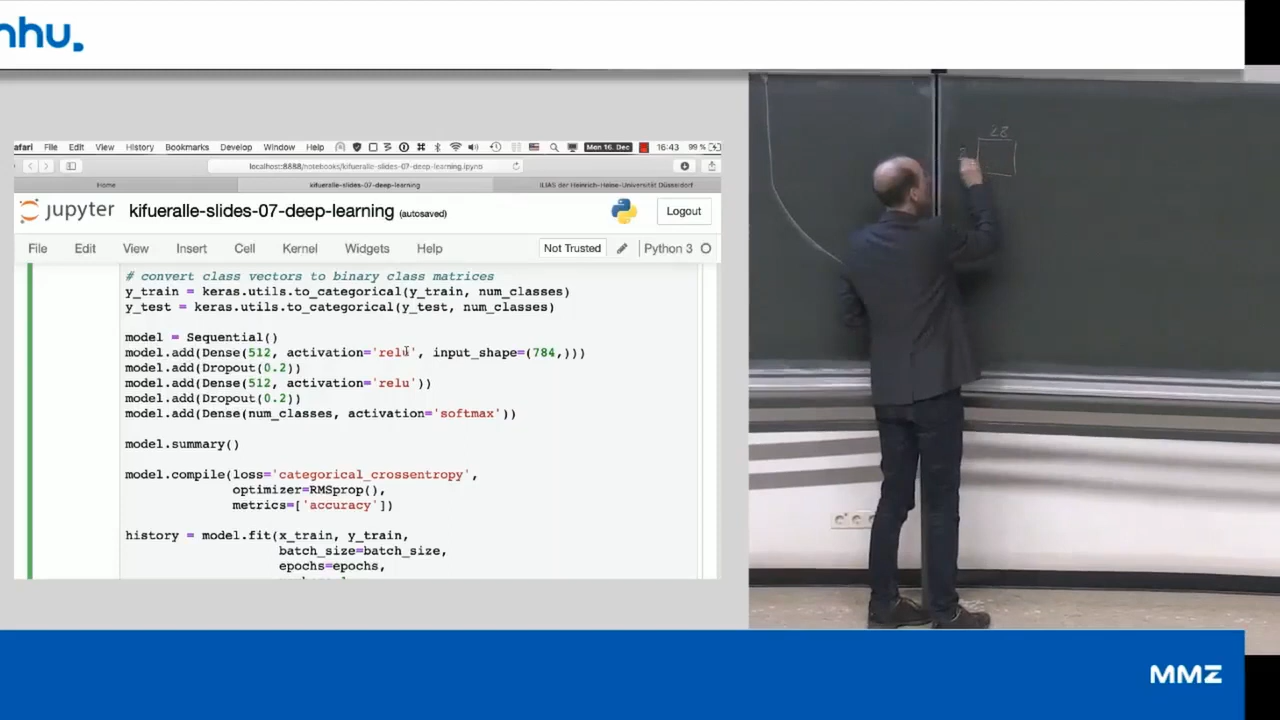 nhu.
afari File Edit View History Bookmarks Develop Window Help Mon 16. Dec 16:43 99 %
localhost:8888/notebooks/kifueralle-slides-07-deep-learning.ipynb
Home kifueralle-slides-07-deep-learning ILIAS der Heinrich-Heine-Universität Düsseldorf
jupyter kifueralle-slides-07-deep-learning (autosaved) Logout
File Edit View Insert Cell Kernel Widgets Help Not Trusted Python 3
# convert class vectors to binary class matrices
y_train = keras.utils.to_categorical(y_train, num_classes)
y_test = keras.utils.to_categorical(y_test, num_classes)
model = Sequential()
model.add(Dense(512, activation='relu', input_shape=(784,)))
model.add(Dropout(0.2))
model.add(Dense(512, activation='relu'))
model.add(Dropout(0.2))
model.add(Dense(num_classes, activation='softmax'))
model.summary()
model.compile(loss='categorical_crossentropy',
optimizer=RMSprop(),
metrics=['accuracy'])
history = model.fit(x_train, y_train,
batch_size=batch_size,
epochs=epochs,
28
MMZ